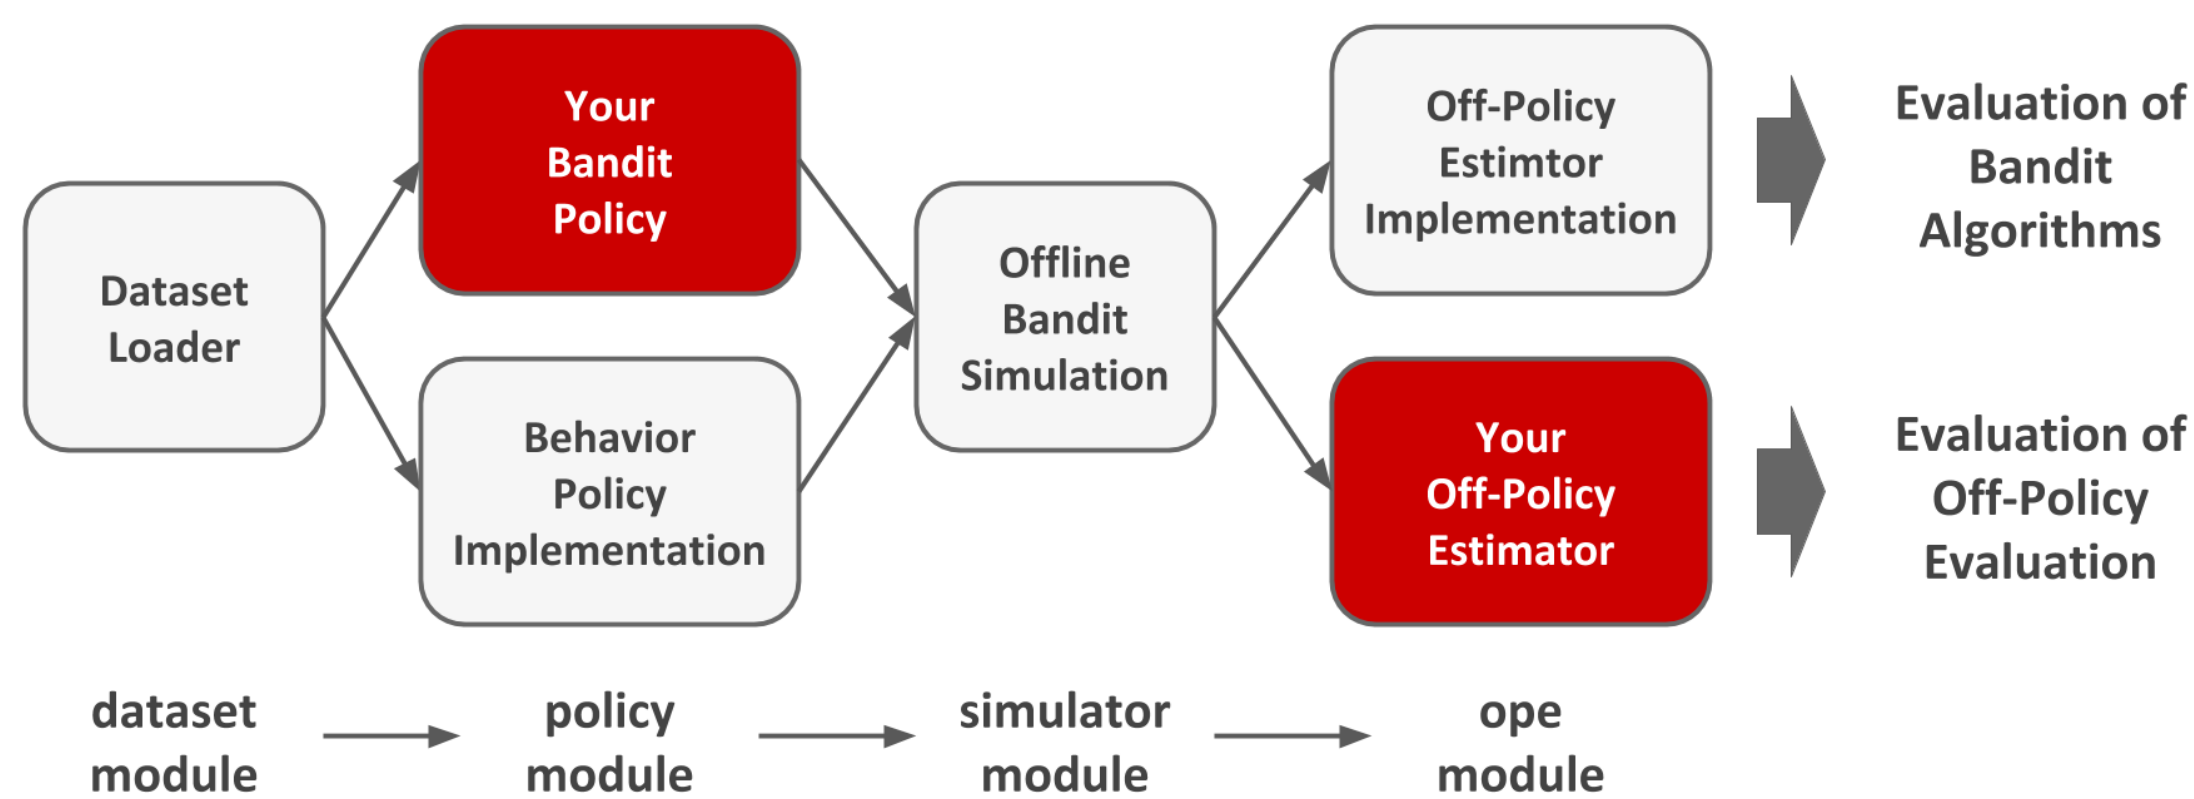 Dataset
Loader
Your
Bandit
Policy
Behavior
Policy
Implementation
Offline
Bandit
Simulation
Off-Policy
Estimtor
Implementation
Your
Off-Policy
Estimator
Evaluation of
Bandit
Algorithms
Evaluation of
Off-Policy
Evaluation
dataset
module
policy
module
simulator
module
ope
module